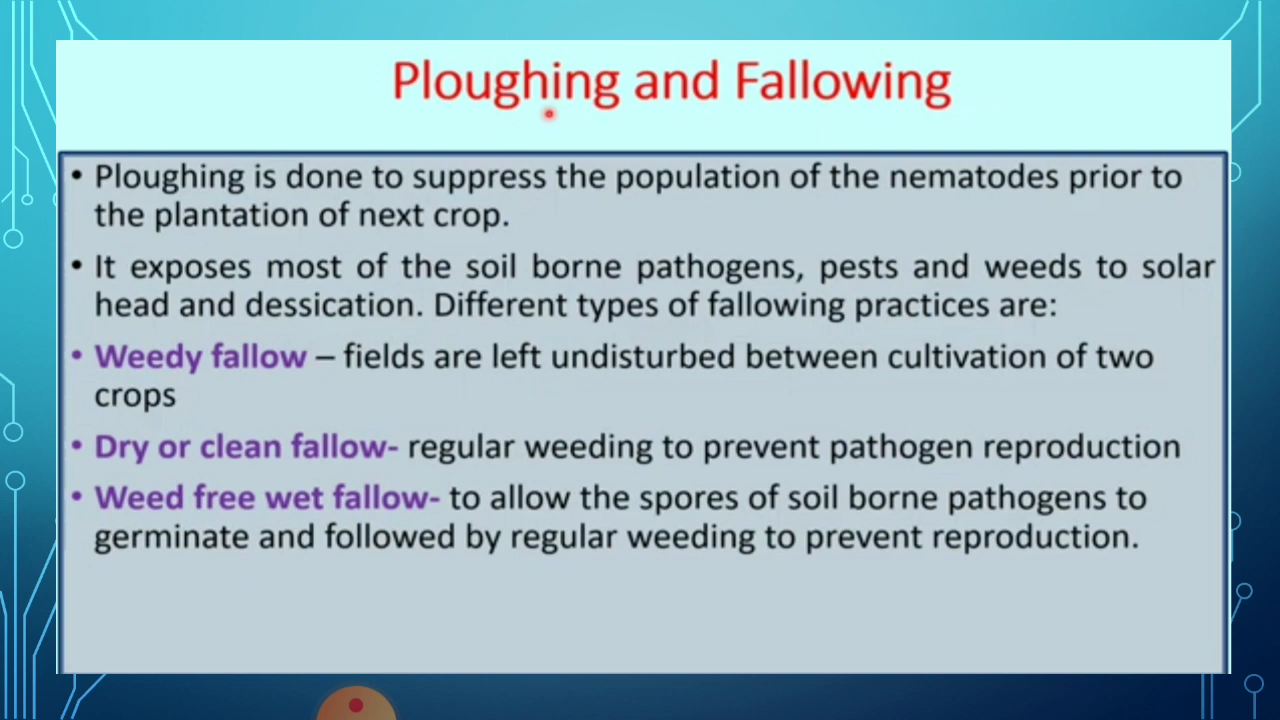 Ploughing and Fallowing
• Ploughing is done to suppress the population of the nematodes prior to
the plantation of next crop.
• It exposes most of the soil borne pathogens, pests and weeds to solar
head and dessication. Different types of fallowing practices are:
• Weedy fallow – fields are left undisturbed between cultivation of two
crops
• Dry or clean fallow- regular weeding to prevent pathogen reproduction
• Weed free wet fallow- to allow the spores of soil borne pathogens to
germinate and followed by regular weeding to prevent reproduction.